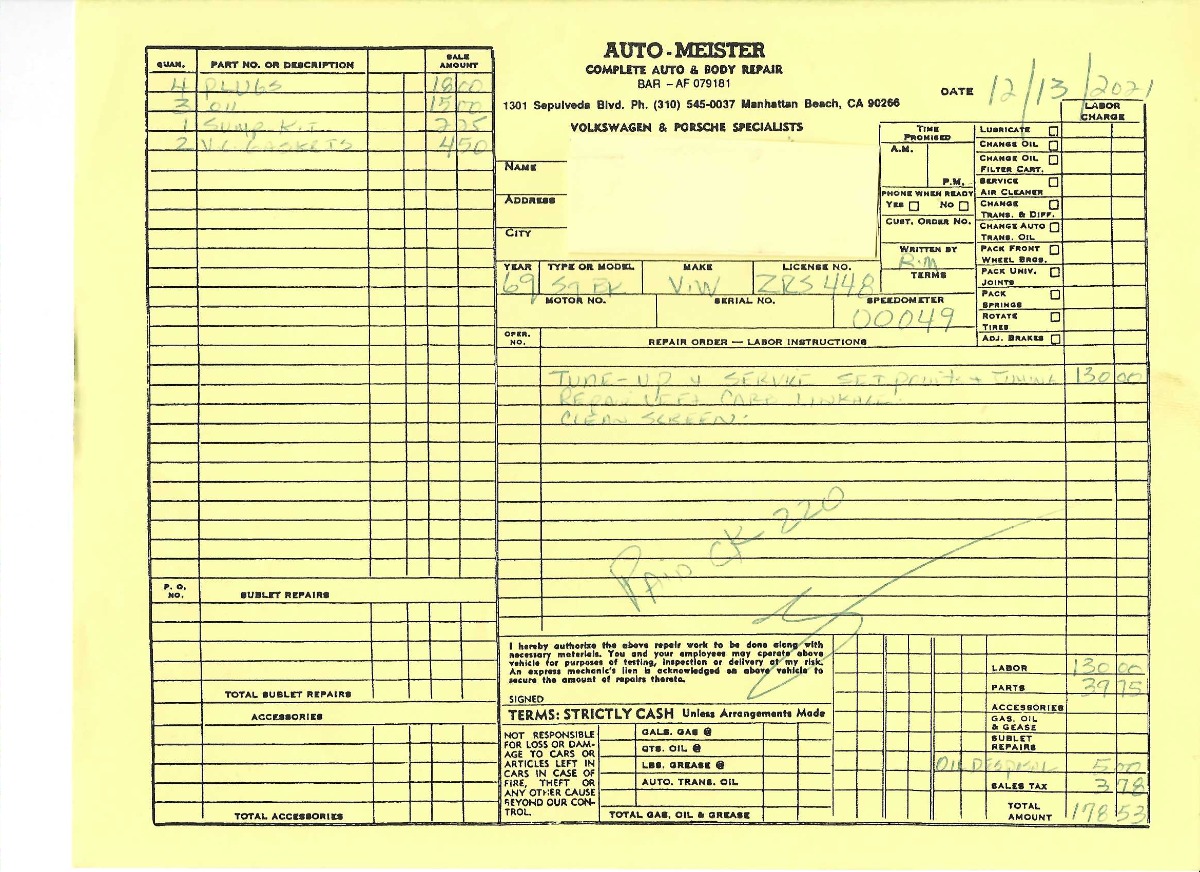 AUTO-MEISTER
COMPLETE AUTO & BODY REPAIR
BAR - AF 079181
1301 Sepulveda Blvd. Ph. (310) 545-0037 Manhattan Beach, CA 90266
VOLKSWAGEN & PORSCHE SPECIALISTS
DATE 12/13/2021
QUAN. PART NO. OR DESCRIPTION SALE AMOUNT
4 PLUGS 18 00
3 OIL 15 00
1 SUMP KIT 2 25
2 V.C GASKETS 4 50
P. O. NO. SUBLET REPAIRS
TOTAL SUBLET REPAIRS
ACCESSORIES
TOTAL ACCESSORIES
NAME
ADDRESS
CITY
TIME PROMISED
A.M.
P.M.
PHONE WHEN READY
YES NO
CUST. ORDER NO.
WRITTEN BY
R.M
TERMS
LABOR CHARGE
LUBRICATE
CHANGE OIL
CHANGE OIL FILTER CART.
SERVICE AIR CLEANER
CHANGE TRANS. & DIFF.
CHANGE AUTO TRANS. OIL
PACK FRONT WHEEL BRGS.
PACK UNIV. JOINTS
PACK SPRINGS
ROTATE TIRES
ADJ. BRAKES
YEAR TYPE OR MODEL MAKE LICENSE NO.
69 V.W ZRS 448
MOTOR NO. SERIAL NO. SPEEDOMETER
00049
OPER. NO. REPAIR ORDER — LABOR INSTRUCTIONS
TUNE-UP SERVICE SET + TIMING 130 00
REPAIR CARB LINKAGE.
CLEAN SCREEN.
PAID CK 220
I hereby authorize the above repair work to be done along with
necessary materials. You and your employees may operate above
vehicle for purposes of testing, inspection or delivery at my risk.
An express mechanic's lien is acknowledged on above vehicle to
secure the amount of repairs thereto.
SIGNED
TERMS: STRICTLY CASH Unless Arrangements Made
NOT RESPONSIBLE
FOR LOSS OR DAM-
AGE TO CARS OR
ARTICLES LEFT IN
CARS IN CASE OF
FIRE, THEFT OR
ANY OTHER CAUSE
BEYOND OUR CON-
TROL.
GALS. GAS @
QTS. OIL @
LBS. GREASE @
AUTO. TRANS. OIL
TOTAL GAS, OIL & GREASE
LABOR 130 00
PARTS 39 75
ACCESSORIES
GAS, OIL & GREASE
SUBLET REPAIRS
OIL DISPOSAL 5 00
SALES TAX 3 78
TOTAL AMOUNT 178 53